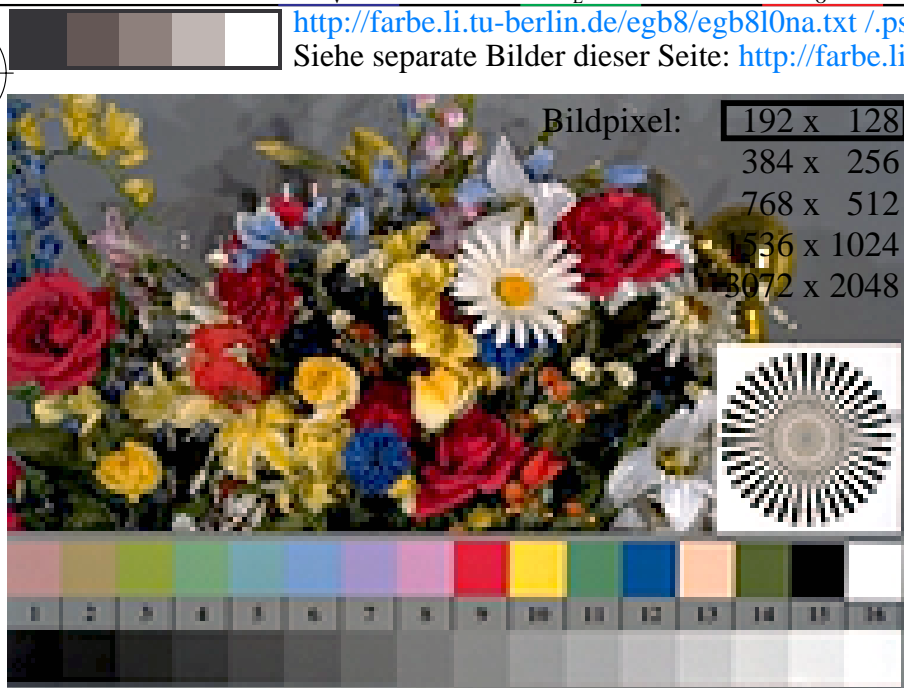 http://farbe.li.tu-berlin.de/egb8/egb8l0na.txt /.ps
Siehe separate Bilder dieser Seite: http://farbe.li
Bildpixel: 192 x 128
384 x 256
768 x 512
1536 x 1024
3072 x 2048
1 2 3 4 5 6 7 8 9 10 11 12 13 14 15 16